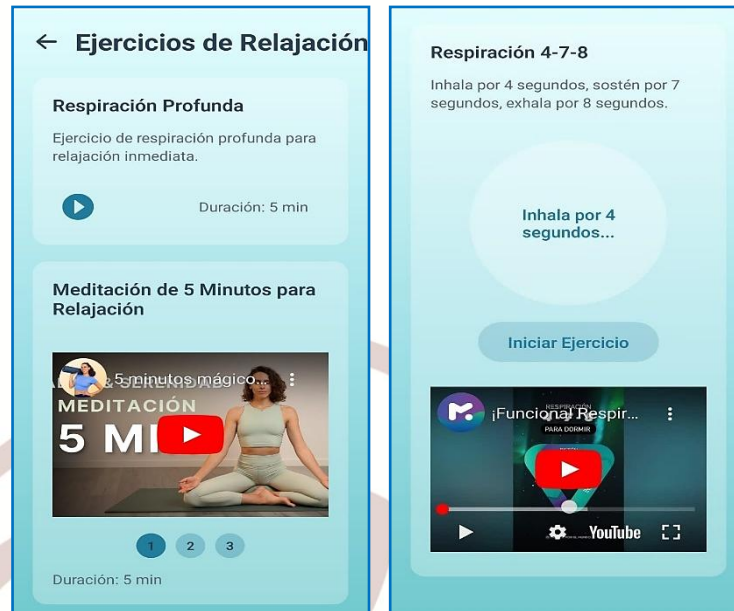 Ejercicios de Relajación
Respiración Profunda
Ejercicio de respiración profunda para
relajación inmediata.
Duración: 5 min
Meditación de 5 Minutos para
Relajación
5 minutos mágico...
& SERENIDAD
MEDITACIÓN
5 MI
1 2 3
Duración: 5 min
Respiración 4-7-8
Inhala por 4 segundos, sostén por 7
segundos, exhala por 8 segundos.
Inhala por 4
segundos...
Iniciar Ejercicio
¡Funciona! Respir...
RESPIRACIÓN
PARA DORMIR
YouTube